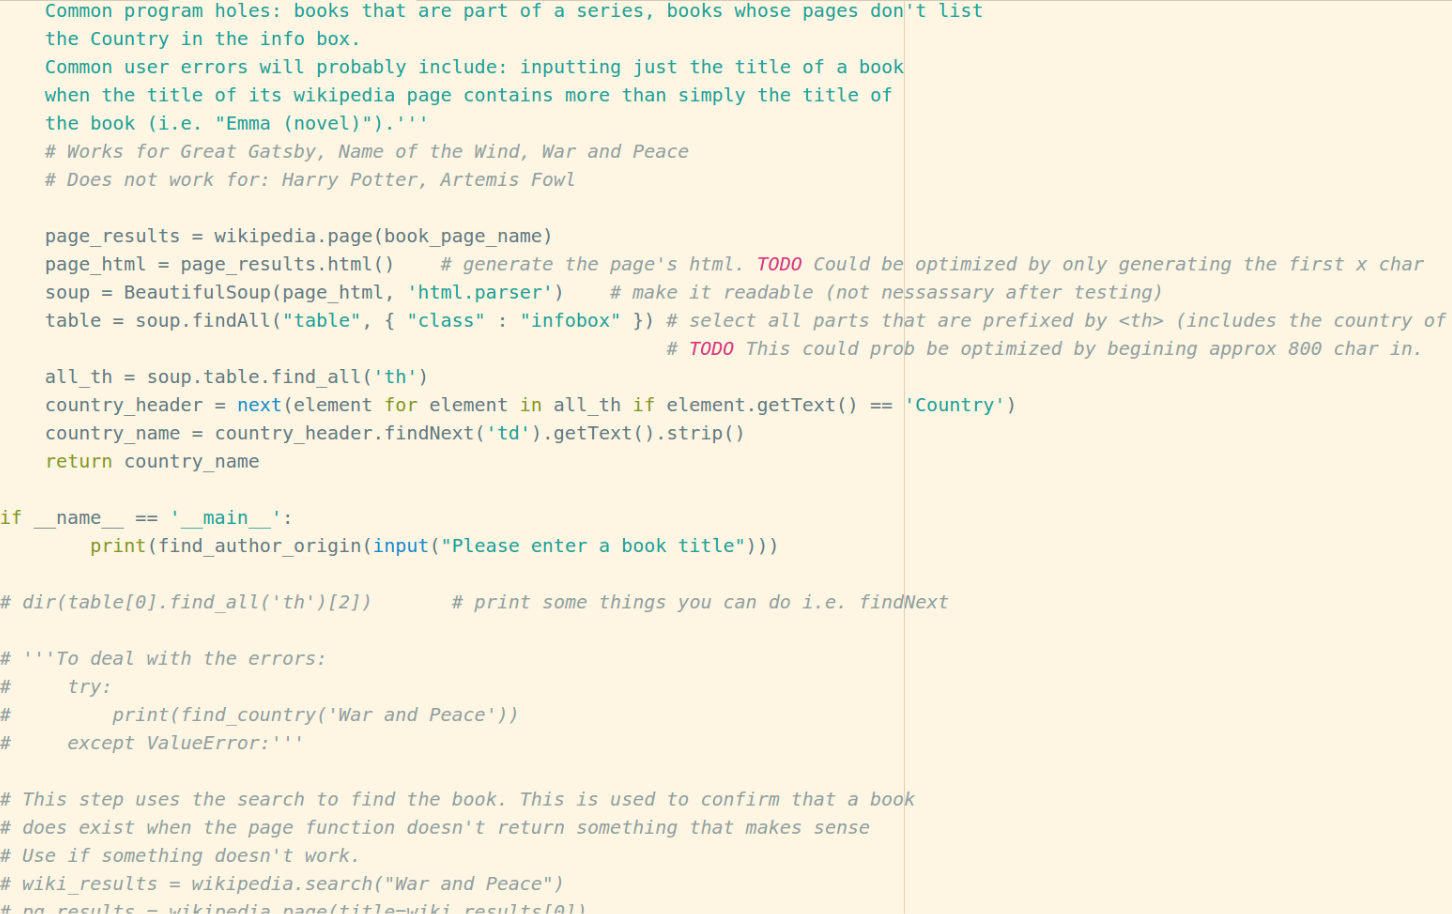 Common program holes: books that are part of a series, books whose pages don't list
the Country in the info box.
Common user errors will probably include: inputting just the title of a book
when the title of its wikipedia page contains more than simply the title of
the book (i.e. "Emma (novel)").'''
# Works for Great Gatsby, Name of the Wind, War and Peace
# Does not work for: Harry Potter, Artemis Fowl
page_results = wikipedia.page(book_page_name)
page_html = page_results.html()    # generate the page's html. TODO Could be optimized by only generating the first x char
soup = BeautifulSoup(page_html, 'html.parser')    # make it readable (not nessassary after testing)
table = soup.findAll("table", { "class" : "infobox" }) # select all parts that are prefixed by <th> (includes the country of
# TODO This could prob be optimized by begining approx 800 char in.
all_th = soup.table.find_all('th')
country_header = next(element for element in all_th if element.getText() == 'Country')
country_name = country_header.findNext('td').getText().strip()
return country_name
if __name__ == '__main__':
print(find_author_origin(input("Please enter a book title")))
# dir(table[0].find_all('th')[2])       # print some things you can do i.e. findNext
# '''To deal with the errors:
#     try:
#         print(find_country('War and Peace'))
#     except ValueError:'''
# This step uses the search to find the book. This is used to confirm that a book
# does exist when the page function doesn't return something that makes sense
# Use if something doesn't work.
# wiki_results = wikipedia.search("War and Peace")
# pg_results = wikipedia.page(title=wiki_results[0])